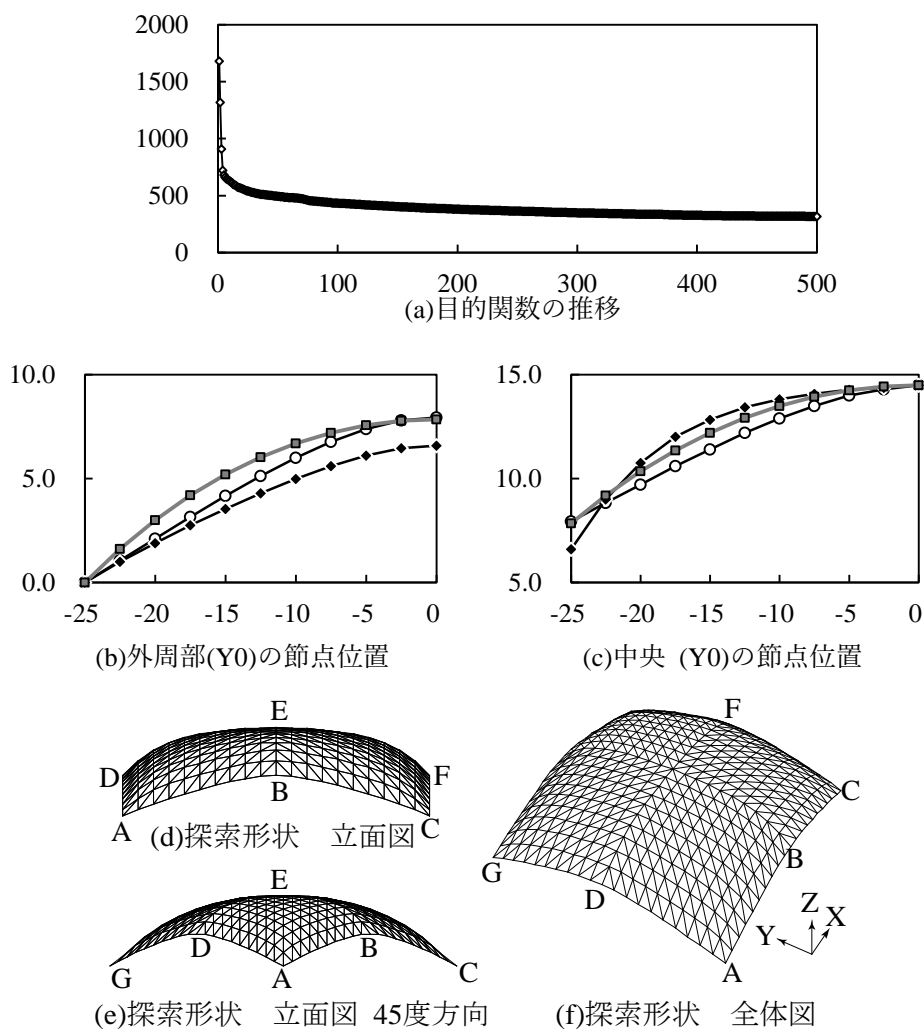 2000
1500
1000
500
0
0 100 200 300 400 500
(a)目的関数の推移
10.0
5.0
0.0
-25 -20 -15 -10 -5 0
(b)外周部(Y0)の節点位置
15.0
10.0
5.0
-25 -20 -15 -10 -5 0
(c)中央 (Y0)の節点位置
E
D
F
B
A
C
(d)探索形状 立面図
E
D
B
G
A
C
(e)探索形状 立面図 45度方向
F
C
B
G
D
A
Z
X
Y
(f)探索形状 全体図